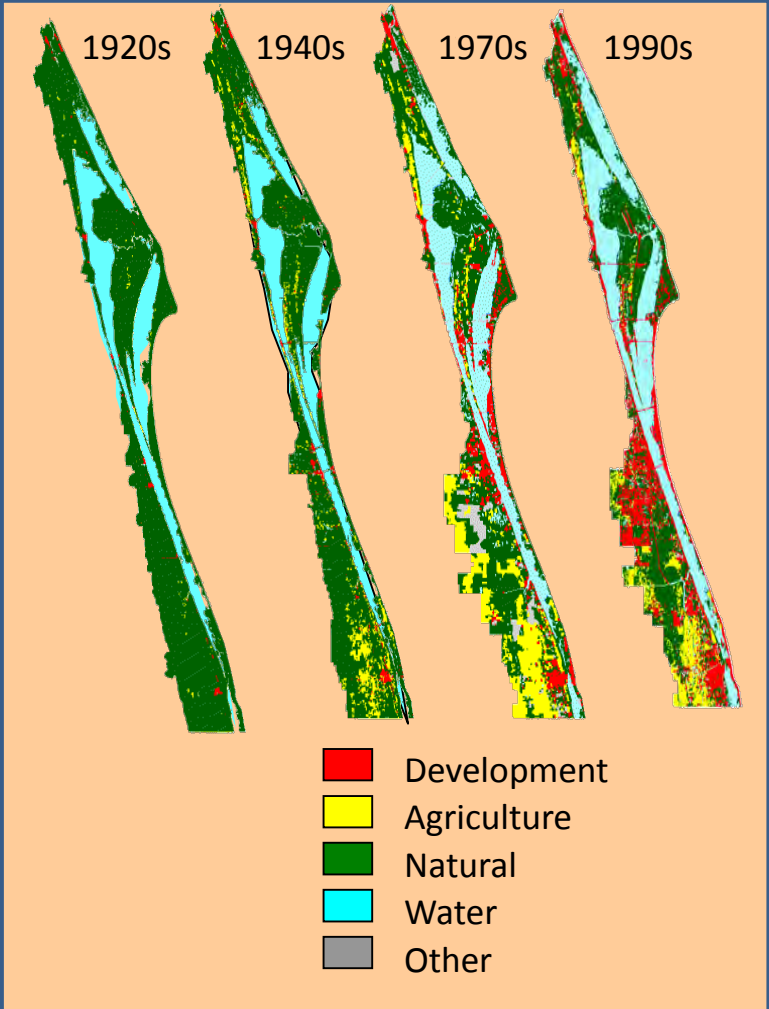 1920s 1940s 1970s 1990s
Development
Agriculture
Natural
Water
Other